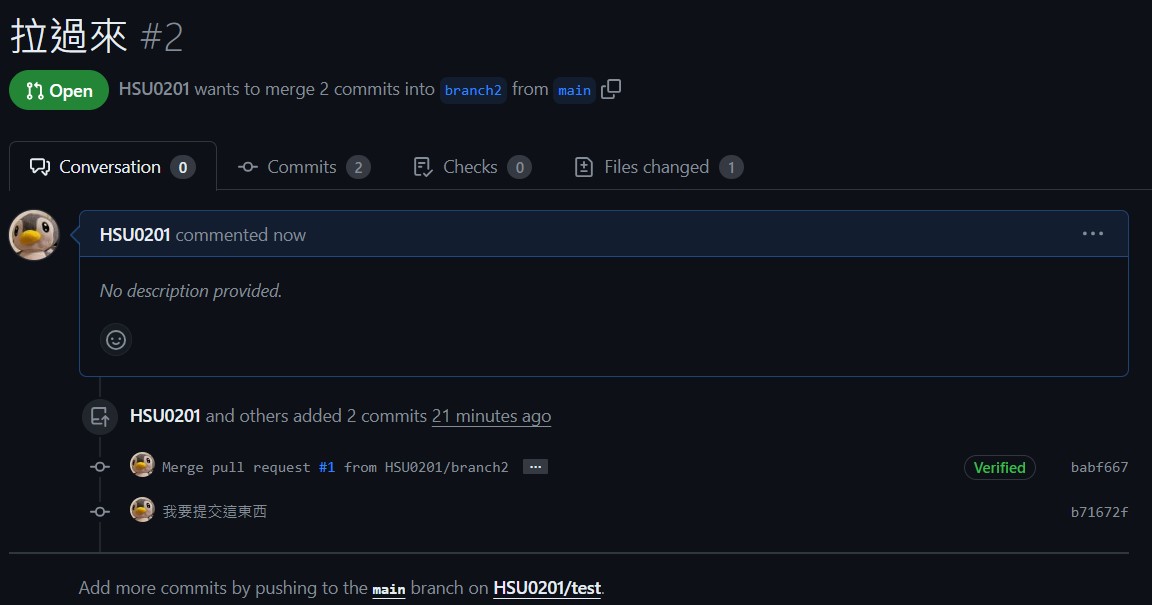 拉過來 #2
Open HSU0201 wants to merge 2 commits into branch2 from main
Conversation 0 Commits 2 Checks 0 Files changed 1
HSU0201 commented now
No description provided.
HSU0201 and others added 2 commits 21 minutes ago
Merge pull request #1 from HSU0201/branch2 ... Verified babf667
我要提交這東西 b71672f
Add more commits by pushing to the main branch on HSU0201/test.